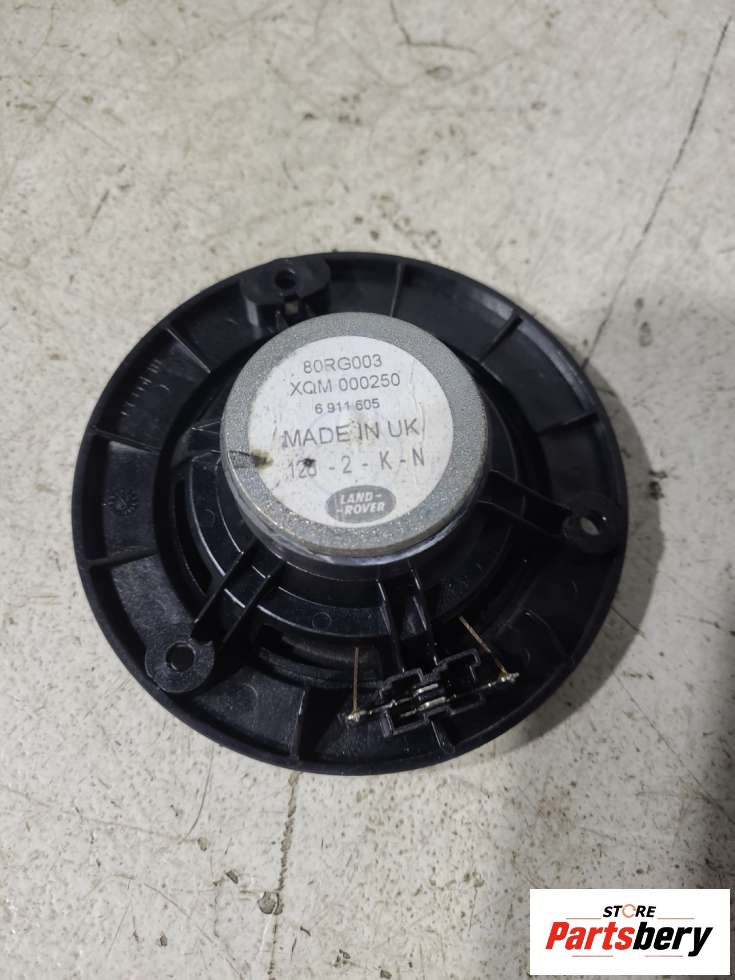 80RG003
XQM 000250
6 911 605
MADE IN UK
- 2 - K - N
LAND-
-ROVER
STORE
Partsbery